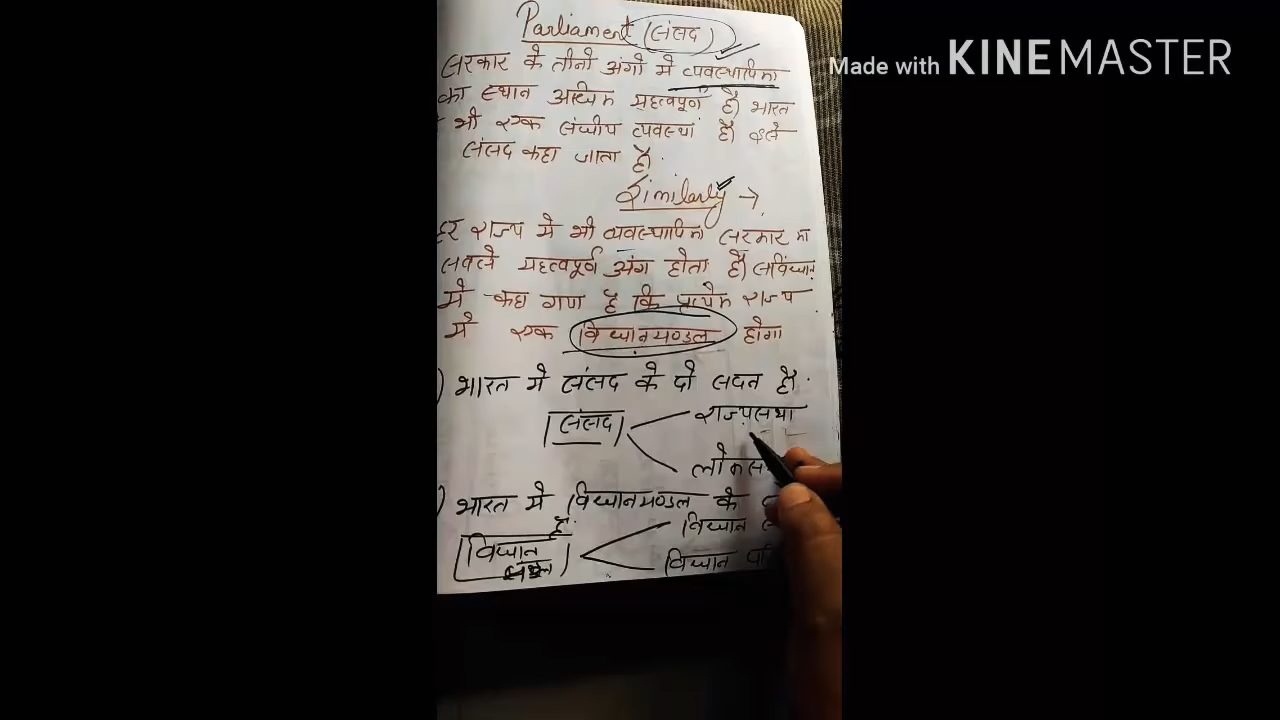 Parliament (संसद)
Made with KINEMASTER
सरकार के तीनो अंगो मे व्यवस्थापिका
का स्थान अधिक महत्वपूर्ण है। भारत
भी एक संघीय व्यवस्था है। इसे
संसद कहा जाता है।
Similarly →
हर राज्य मे भी व्यवस्थापिका सरकार का
सबसे महत्वपूर्ण अंग होता है। संविधान
मे कहा गया है कि प्रत्येक राज्य
मे एक विधानमण्डल होगा
) भारत मे संसद के दो सदन है।
संसद
राज्यसभा
) भारत मे विधानमण्डल के
है।
विधान
विधान
विधान